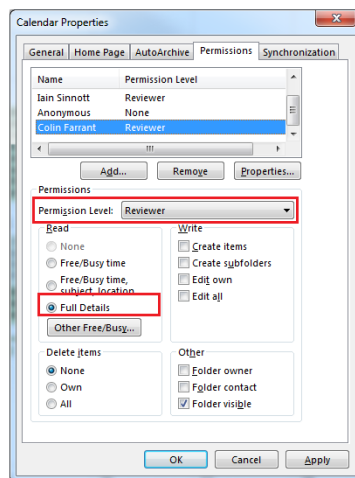 Calendar Properties
General Home Page AutoArchive Permissions Synchronization
Name Permission Level
Iain Sinnott Reviewer
Anonymous None
Colin Farrant Reviewer
Add... Remove Properties...
Permissions
Permission Level: Reviewer
Read
None
Free/Busy time
Free/Busy time,
subject, location
Full Details
Other Free/Busy...
Write
Create items
Create subfolders
Edit own
Edit all
Delete items
None
Own
All
Other
Folder owner
Folder contact
Folder visible
OK Cancel Apply